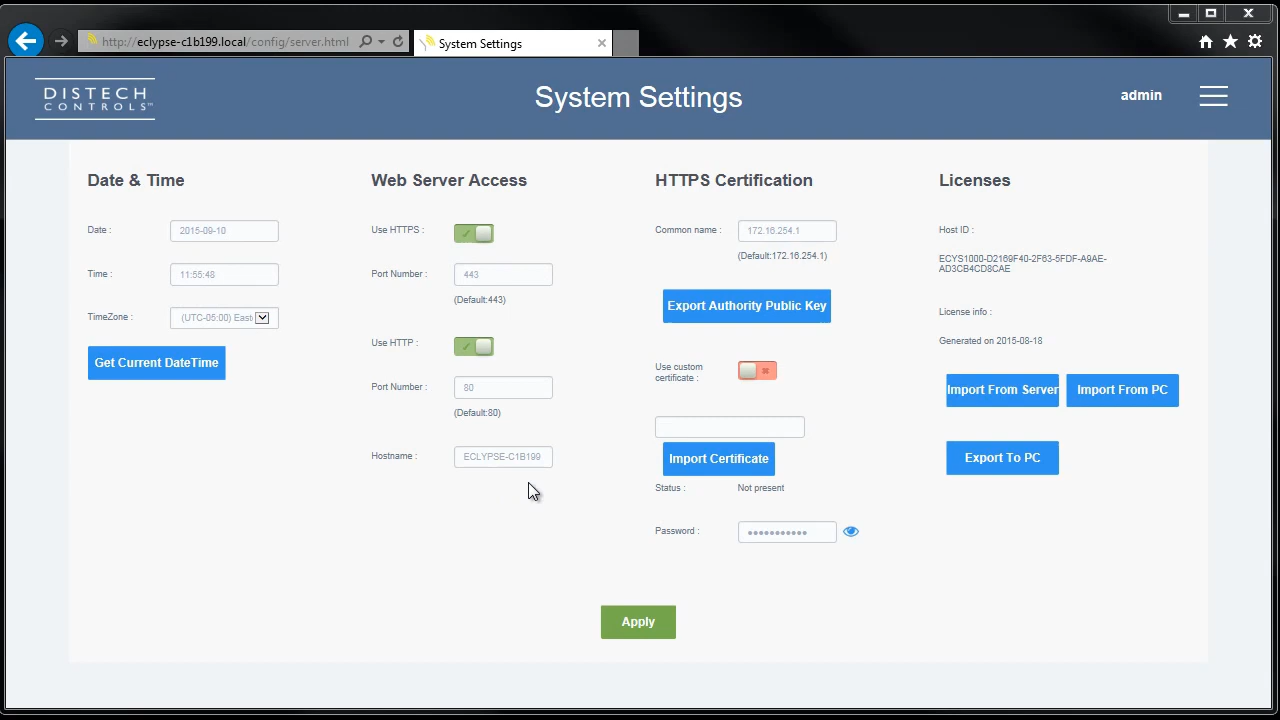 http://eclypse-c1b199.local/config/server.html
System Settings
DISTECH
CONTROLS™
System Settings
admin
Date & Time
Date :
2015-09-10
Time :
11:55:48
TimeZone :
(UTC-05:00) East
Get Current DateTime
Web Server Access
Use HTTPS :
Port Number :
443
(Default:443)
Use HTTP :
Port Number :
80
(Default:80)
Hostname :
ECLYPSE-C1B199
HTTPS Certification
Common name :
172.16.254.1
(Default:172.16.254.1)
Export Authority Public Key
Use custom
certificate :
Import Certificate
Status :
Not present
Password :
Licenses
Host ID :
ECYS1000-D2169F40-2F63-5FDF-A9AE-
AD3CB4CD8CAE
License info :
Generated on 2015-08-18
Import From Server
Import From PC
Export To PC
Apply